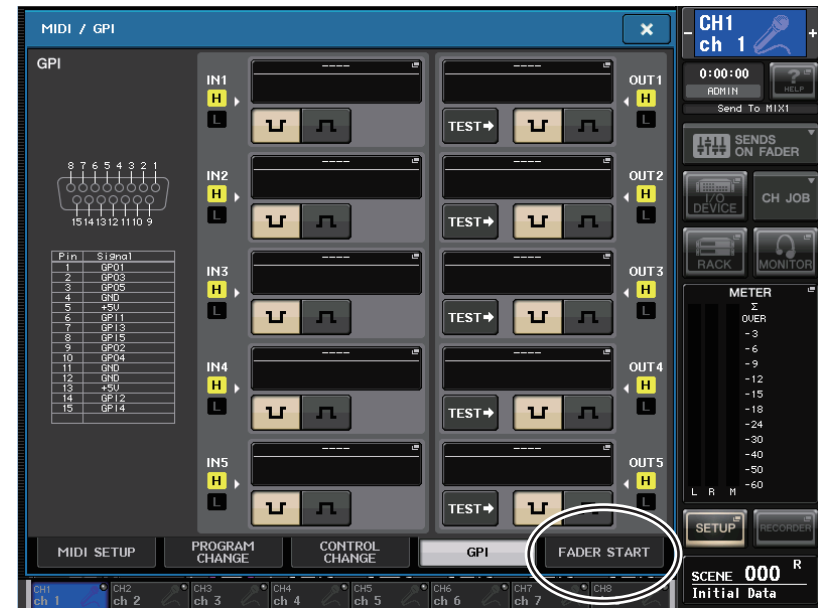 MIDI / GPI
GPI
8 7 6 5 4 3 2 1
15 14 13 12 11 10 9
Pin Signal
1 GPO1
2 GPO3
3 GPO5
4 GND
5 +5V
6 GPI1
7 GPI3
8 GPI5
9 GPO2
10 GPO4
11 GND
12 GND
13 +5V
14 GPI2
15 GPI4
IN1
H
L
----
----
TEST
OUT1
H
L
IN2
H
L
----
----
TEST
OUT2
H
L
IN3
H
L
----
----
TEST
OUT3
H
L
IN4
H
L
----
----
TEST
OUT4
H
L
IN5
H
L
----
----
TEST
OUT5
H
L
MIDI SETUP
PROGRAM
CHANGE
CONTROL
CHANGE
GPI
FADER START
CH1
ch 1
CH2
ch 2
CH3
ch 3
CH4
ch 4
CH5
ch 5
CH6
ch 6
CH7
ch 7
CH8
- CH1 +
ch 1
0:00:00
ADMIN
?
HELP
Send To MIX1
SENDS
ON FADER
I/O
DEVICE
CH JOB
RACK
MONITOR
METER
Σ
OVER
-3
-6
-9
-12
-15
-18
-24
-30
-40
-50
-60
L R M
SETUP
RECORDER
SCENE 000 R
Initial Data